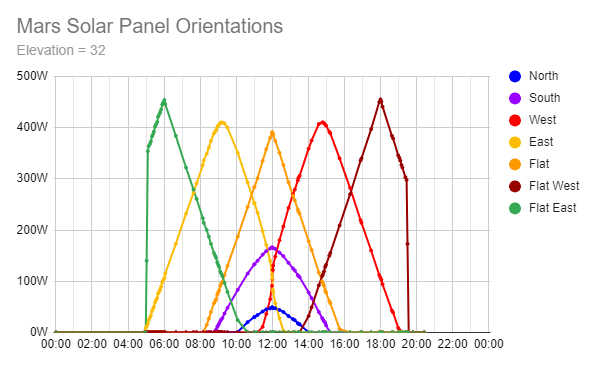 Mars Solar Panel Orientations
Elevation = 32
500W
400W
300W
200W
100W
0W
00:00 02:00 04:00 06:00 08:00 10:00 12:00 14:00 16:00 18:00 20:00 22:00 00:00
North
South
West
East
Flat
Flat West
Flat East